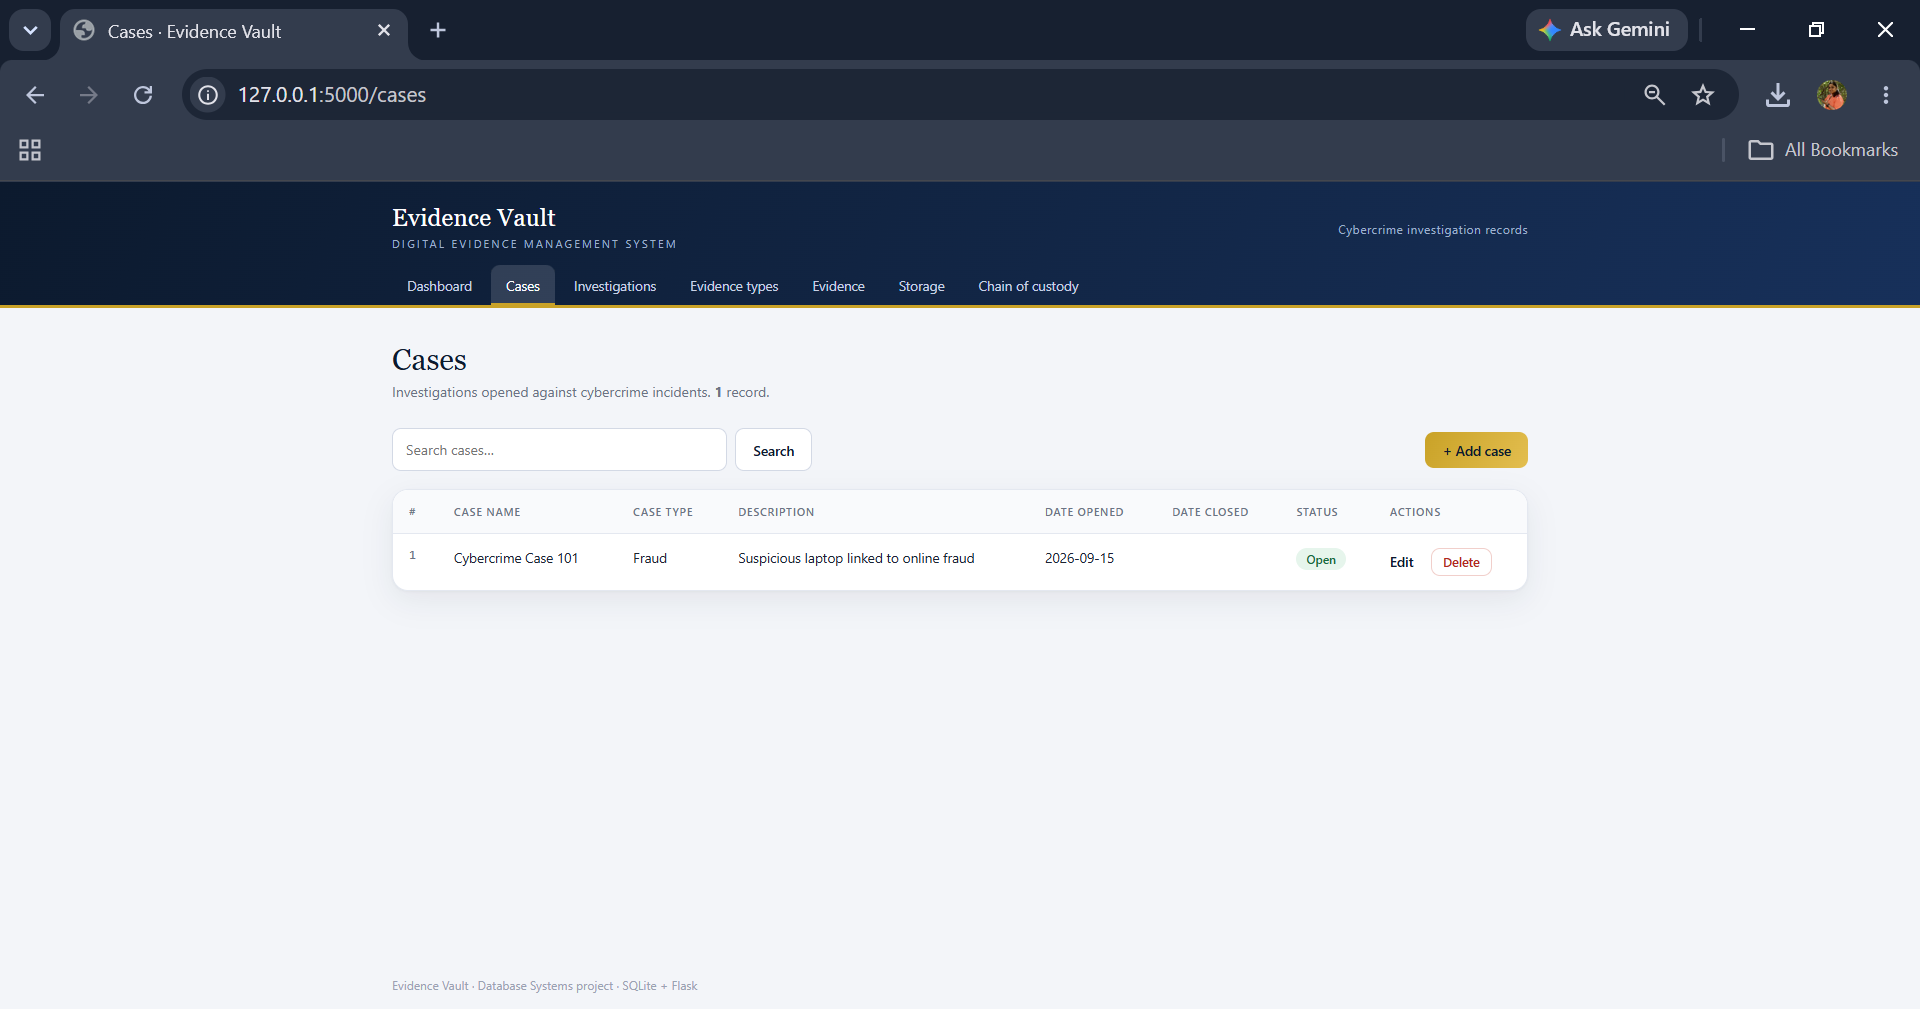 Cases · Evidence Vault
Ask Gemini
127.0.0.1:5000/cases
All Bookmarks
Evidence Vault
DIGITAL EVIDENCE MANAGEMENT SYSTEM
Cybercrime investigation records
Dashboard Cases Investigations Evidence types Evidence Storage Chain of custody
Cases
Investigations opened against cybercrime incidents. 1 record.
Search cases... Search + Add case
# CASE NAME CASE TYPE DESCRIPTION DATE OPENED DATE CLOSED STATUS ACTIONS
1 Cybercrime Case 101 Fraud Suspicious laptop linked to online fraud 2026-09-15 Open Edit Delete
Evidence Vault · Database Systems project · SQLite + Flask